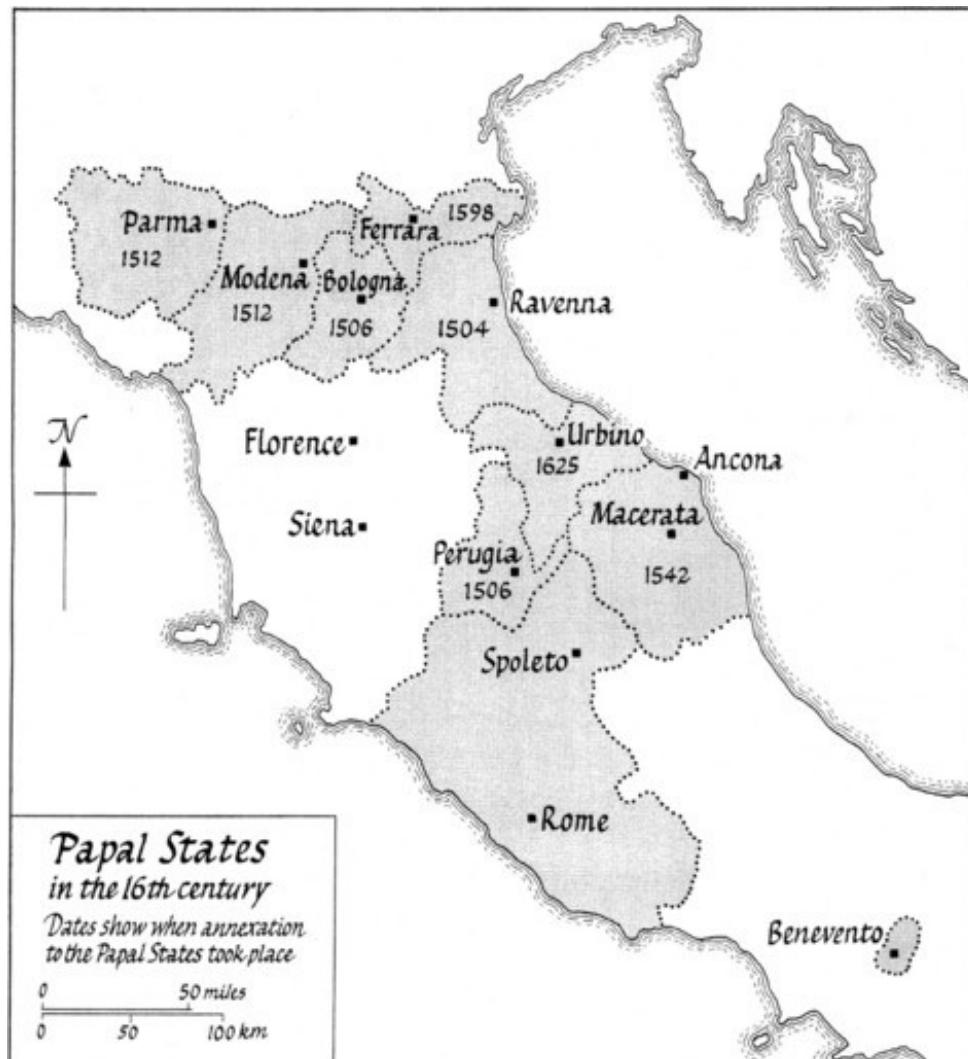 Parma
1512
Modena
1512
Ferrara
1598
Bologna
1506
1504
Ravenna
Florence
Urbino
1625
Ancona
Siena
Macerata
1542
Perugia
1506
Spoleto
Rome
Benevento
N
Papal States
in the 16th century
Dates show when annexation
to the Papal States took place
0 50 miles
0 50 100 km